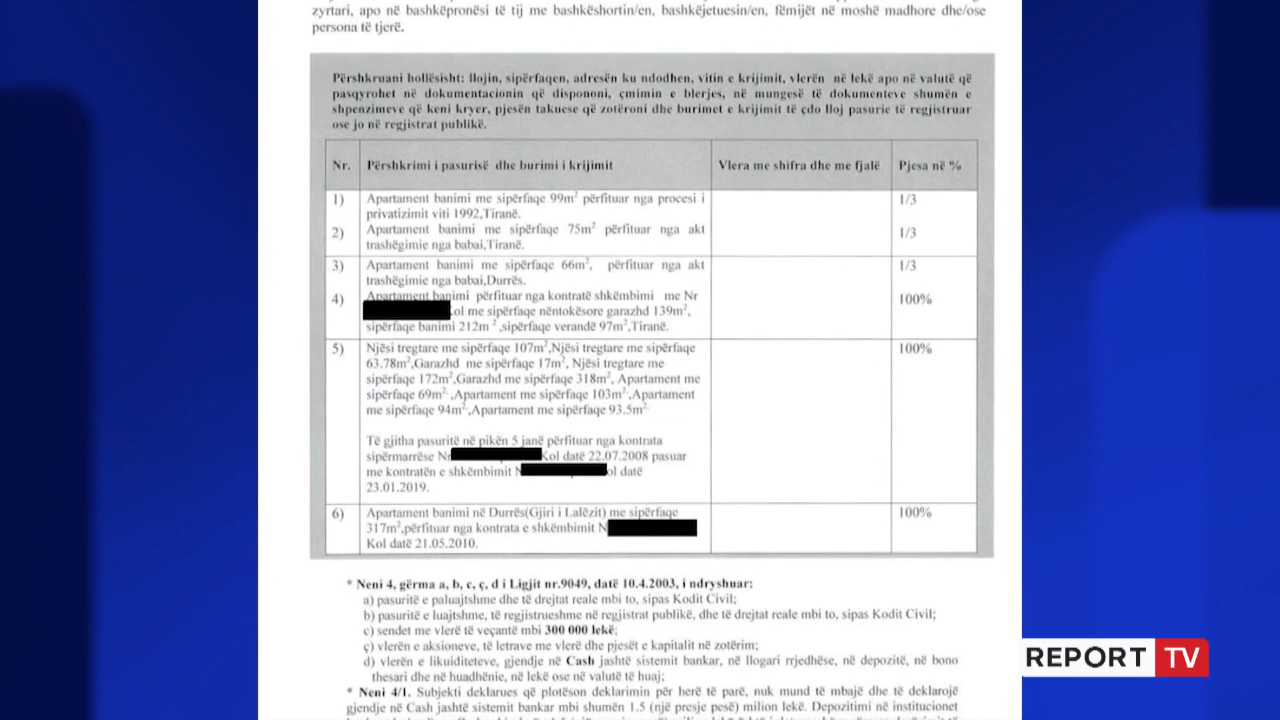 zyrtari, apo në bashkëpronësi të tij me bashkëshortin/en, bashkëjetuesin/en, fëmijët në moshë madhore dhe/ose
persona të tjerë.
Përshkruani hollësisht: llojin, sipërfaqen, adresën ku ndodhen, vitin e krijimit, vlerën në lekë apo në valutë që
pasqyrohet në dokumentacionin që dispononi, çmimin e blerjes, në mungesë të dokumenteve shumën e
shpenzimeve që keni kryer, pjesën takuese që zotëroni dhe burimet e krijimit të çdo lloj pasurie të regjistruar
ose jo në regjistrat publikë.
Nr. Përshkrimi i pasurisë dhe burimi i krijimit Vlera me shifra dhe me fjalë Pjesa në %
1) Apartament banimi me sipërfaqe 99m² përfituar nga procesi i 1/3
privatizimit viti 1992,Tiranë.
2) Apartament banimi me sipërfaqe 75m² përfituar nga akt 1/3
trashëgimie nga babai,Tiranë.
3) Apartament banimi me sipërfaqe 66m², përfituar nga akt 1/3
trashëgimie nga babai,Durrës.
4) Apartament banimi përfituar nga kontratë shkëmbimi me Nr 100%
.ol me sipërfaqe nëntokësore garazhd 139m²,
sipërfaqe banimi 212m ² ,sipërfaqe verandë 97m²,Tiranë.
5) Njësi tregtare me sipërfaqe 107m²,Njësi tregtare me sipërfaqe 100%
63.78m²,Garazhd me sipërfaqe 17m², Njësi tregtare me
sipërfaqe 172m²,Garazhd me sipërfaqe 318m², Apartament me
sipërfaqe 69m² ,Apartament me sipërfaqe 103m²,Apartament
me sipërfaqe 94m²,Apartament me sipërfaqe 93.5m²
Të gjitha pasuritë në pikën 5 janë përfituar nga kontrata
sipërmarrëse Nr Kol datë 22.07.2008 pasuar
me kontratën e shkëmbimit N ol datë
23.01.2019.
6) Apartament banimi në Durrës(Gjiri i Lalëzit) me sipërfaqe 100%
317m²,përfituar nga kontrata e shkëmbimit N
Kol datë 21.05.2010.
* Neni 4, gërma a, b, c, ç, d i Ligjit nr.9049, datë 10.4.2003, i ndryshuar:
a) pasuritë e paluajtshme dhe të drejtat reale mbi to, sipas Kodit Civil;
b) pasuritë e luajtshme, të regjistrueshme në regjistrat publikë, dhe të drejtat reale mbi to, sipas Kodit Civil;
c) sendet me vlerë të veçantë mbi 300 000 lekë;
ç) vlerën e aksioneve, të letrave me vlerë dhe pjesët e kapitalit në zotërim;
d) vlerën e likuiditeteve, gjendje në Cash jashtë sistemit bankar, në llogari rrjedhëse, në depozitë, në bono
thesari dhe në huadhënie, në lekë ose në valutë të huaj;
* Neni 4/1. Subjekti deklarues që plotëson deklarimin për herë të parë, nuk mund të mbajë dhe të deklarojë
gjendje në Cash jashtë sistemit bankar mbi shumën 1.5 (një presje pesë) milion lekë. Depozitimi në institucionet
REPORT TV